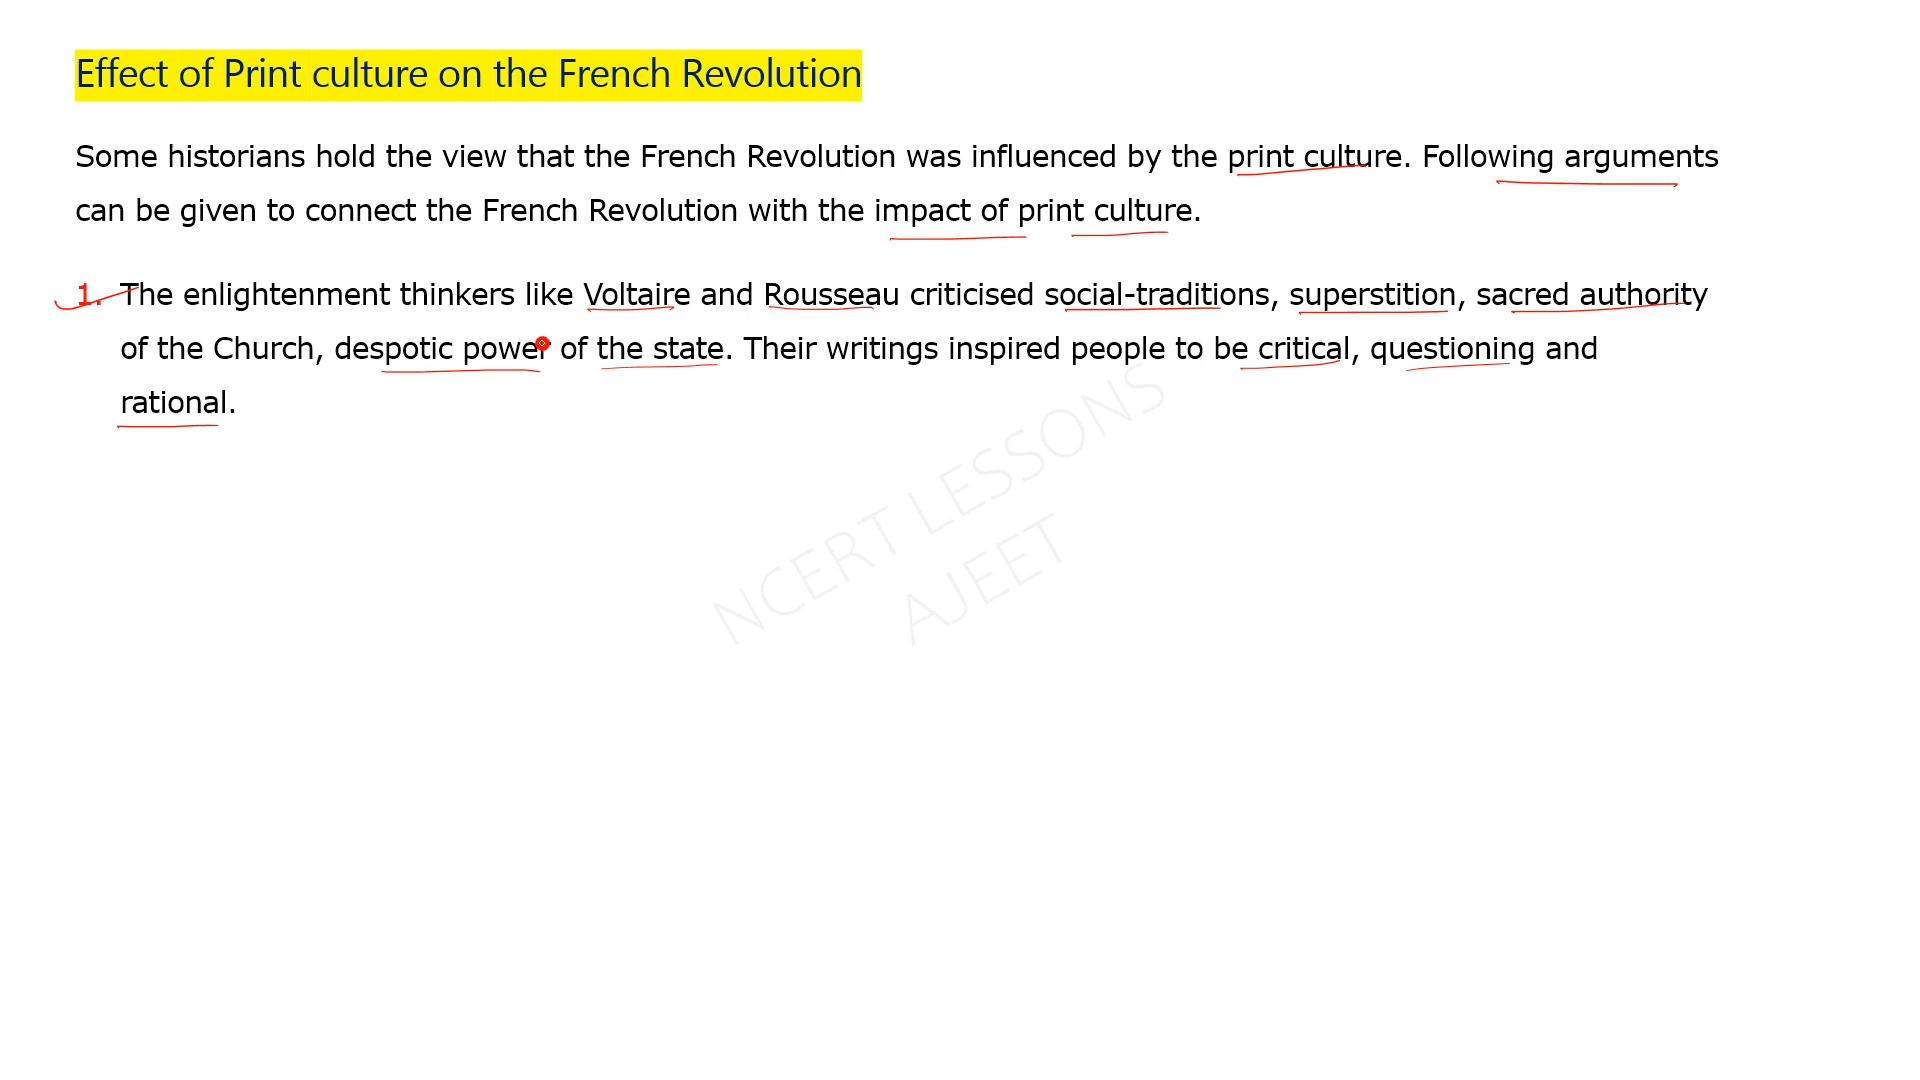 Effect of Print culture on the French Revolution
Some historians hold the view that the French Revolution was influenced by the print culture. Following arguments
can be given to connect the French Revolution with the impact of print culture.
1. The enlightenment thinkers like Voltaire and Rousseau criticised social-traditions, superstition, sacred authority
of the Church, despotic power of the state. Their writings inspired people to be critical, questioning and
rational.
NCERT LESSONS
AJEET